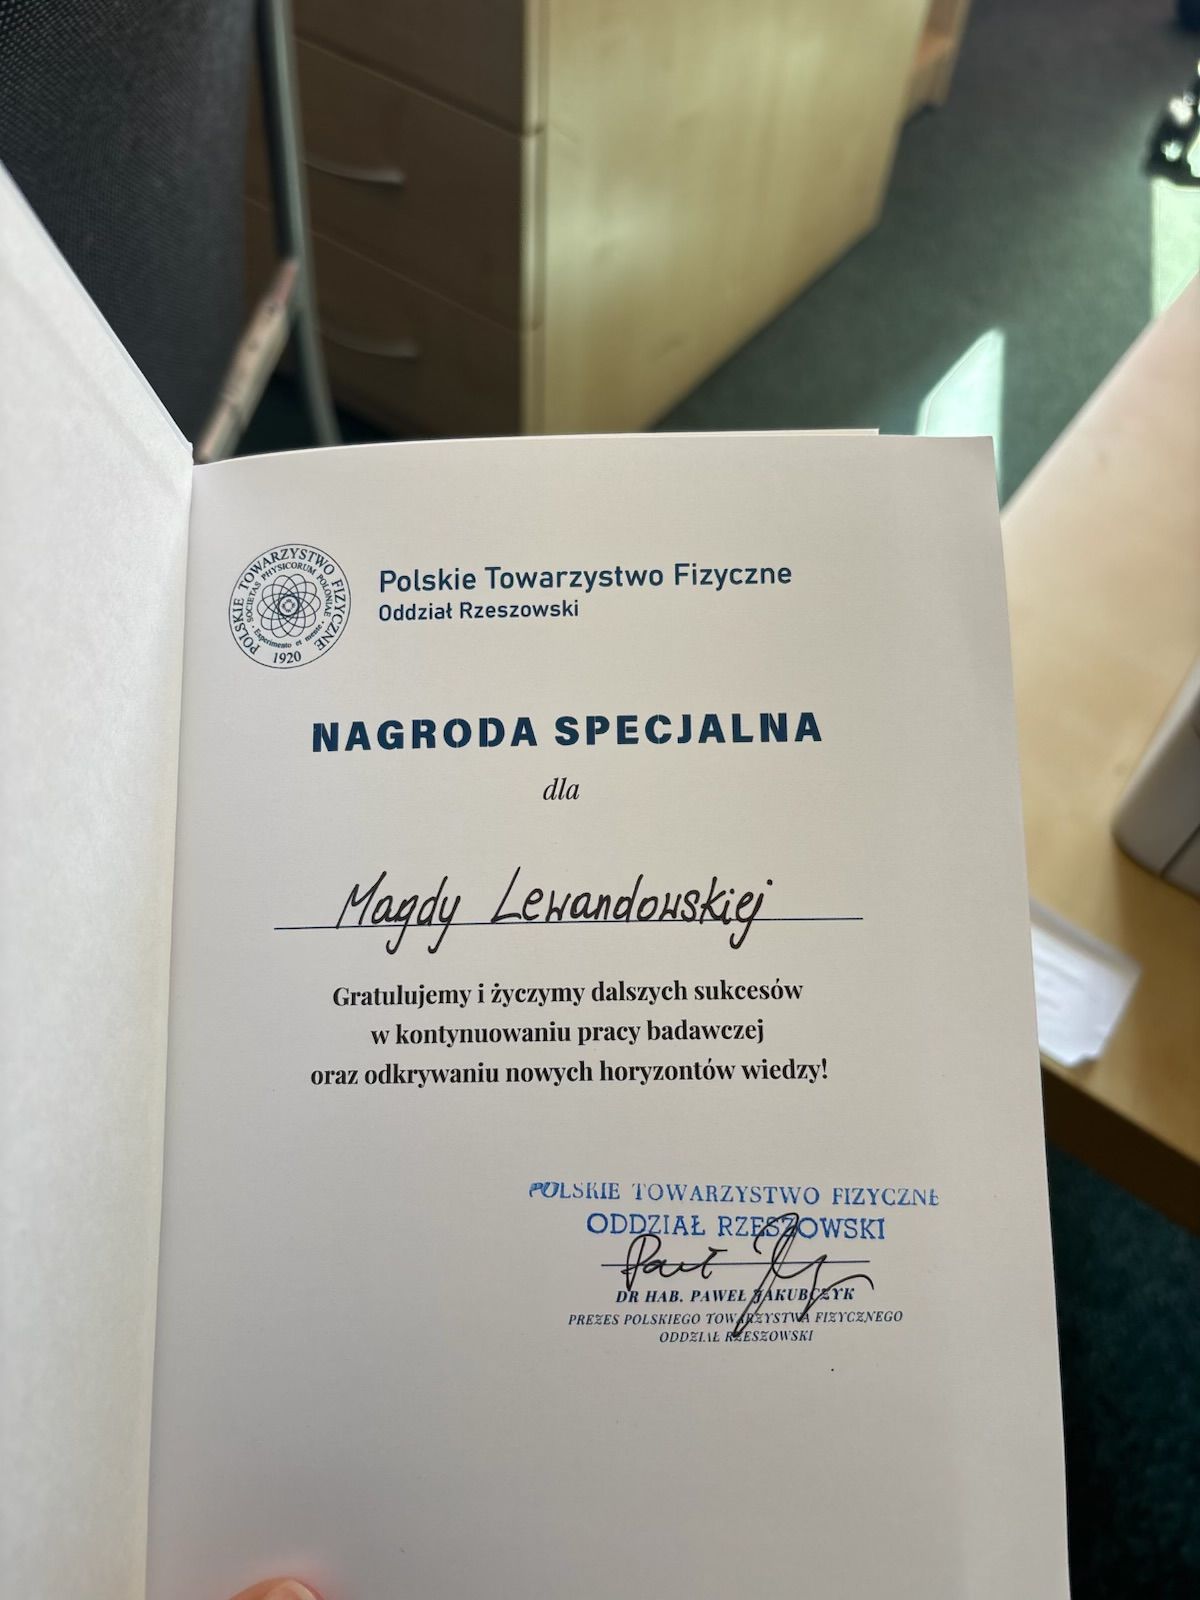 POLSKIE TOWARZYSTWO FIZYCZNE
SOCIETAS PHYSICORUM POLONIAE
Experimento et mente
1920
Polskie Towarzystwo Fizyczne
Oddział Rzeszowski
NAGRODA SPECJALNA
dla
Magdy Lewandowskiej
Gratulujemy i życzymy dalszych sukcesów
w kontynuowaniu pracy badawczej
oraz odkrywaniu nowych horyzontów wiedzy!
POLSKIE TOWARZYSTWO FIZYCZNE
ODDZIAŁ RZESZOWSKI
DR HAB. PAWEŁ JAKUBCZYK
PREZES POLSKIEGO TOWARZYSTWA FIZYCZNEGO
ODDZIAŁ RZESZOWSKI